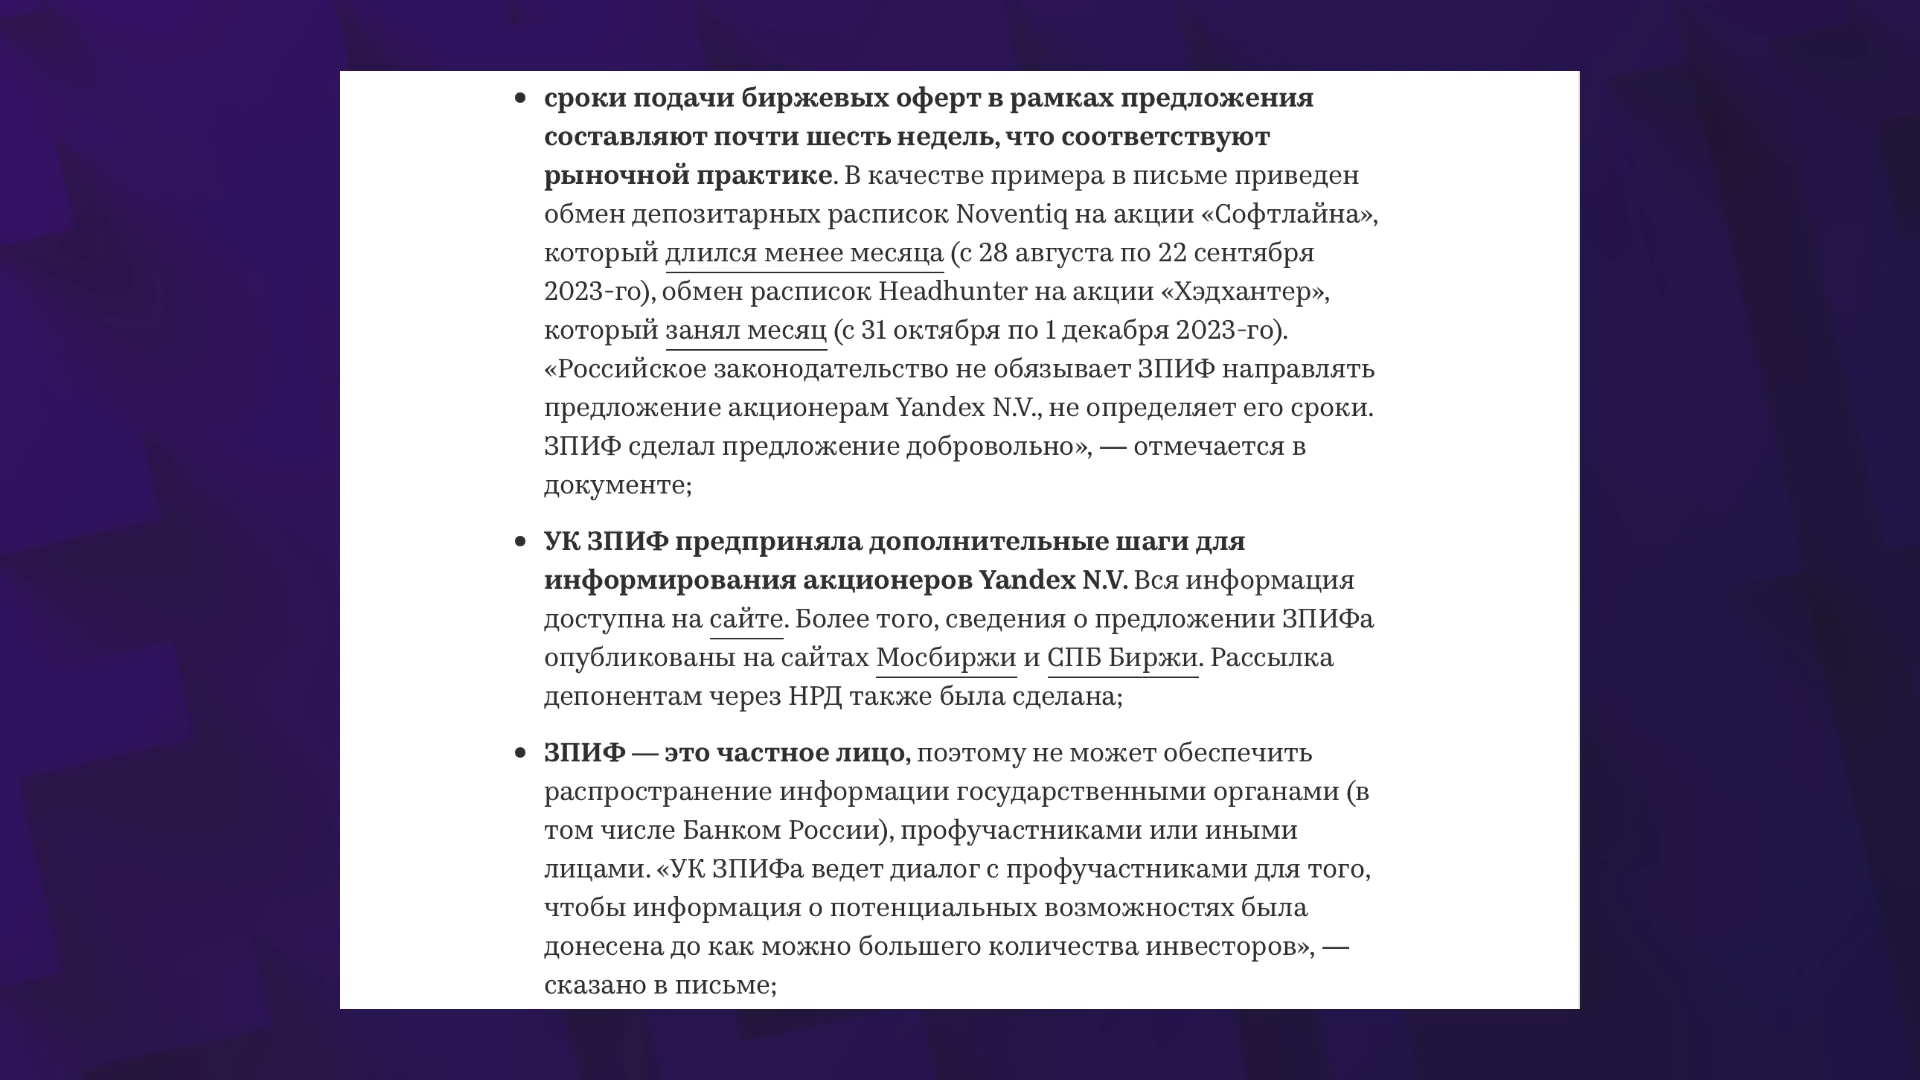 • сроки подачи биржевых оферт в рамках предложения
составляют почти шесть недель, что соответствуют
рыночной практике. В качестве примера в письме приведен
обмен депозитарных расписок Noventiq на акции «Софтлайна»,
который длился менее месяца (с 28 августа по 22 сентября
2023-го), обмен расписок Headhunter на акции «Хэдхантер»,
который занял месяц (с 31 октября по 1 декабря 2023-го).
«Российское законодательство не обязывает ЗПИФ направлять
предложение акционерам Yandex N.V., не определяет его сроки.
ЗПИФ сделал предложение добровольно», — отмечается в
документе;
• УК ЗПИФ предприняла дополнительные шаги для
информирования акционеров Yandex N.V. Вся информация
доступна на сайте. Более того, сведения о предложении ЗПИФа
опубликованы на сайтах Мосбиржи и СПБ Биржи. Рассылка
депонентам через НРД также была сделана;
• ЗПИФ — это частное лицо, поэтому не может обеспечить
распространение информации государственными органами (в
том числе Банком России), профучастниками или иными
лицами. «УК ЗПИФа ведет диалог с профучастниками для того,
чтобы информация о потенциальных возможностях была
донесена до как можно большего количества инвесторов», —
сказано в письме;